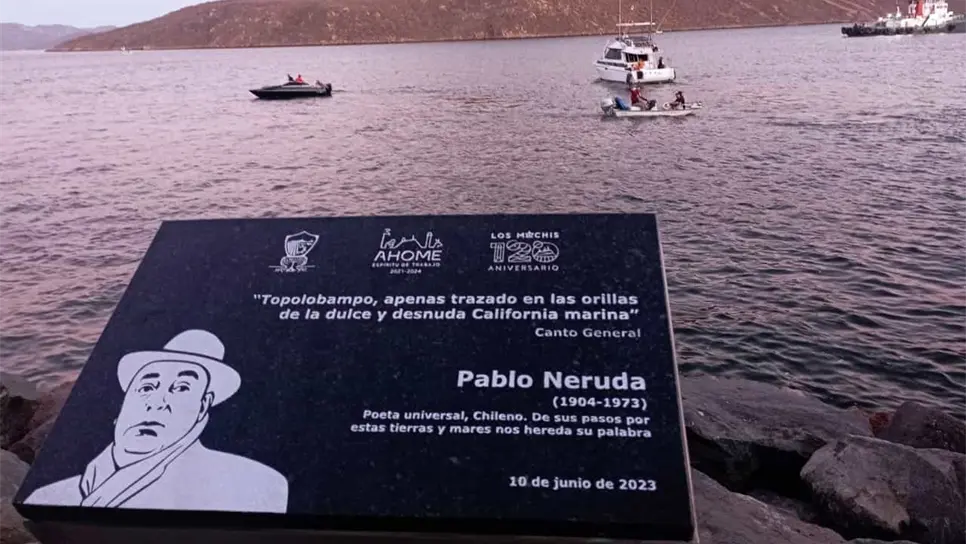 AHOME
ESPÍRITU DE TRABAJO
2021-2024
LOS MOCHIS
120
ANIVERSARIO
"Topolobampo, apenas trazado en las orillas
de la dulce y desnuda California marina"
Canto General
Pablo Neruda
(1904-1973)
Poeta universal, Chileno. De sus pasos por
estas tierras y mares nos hereda su palabra
10 de junio de 2023